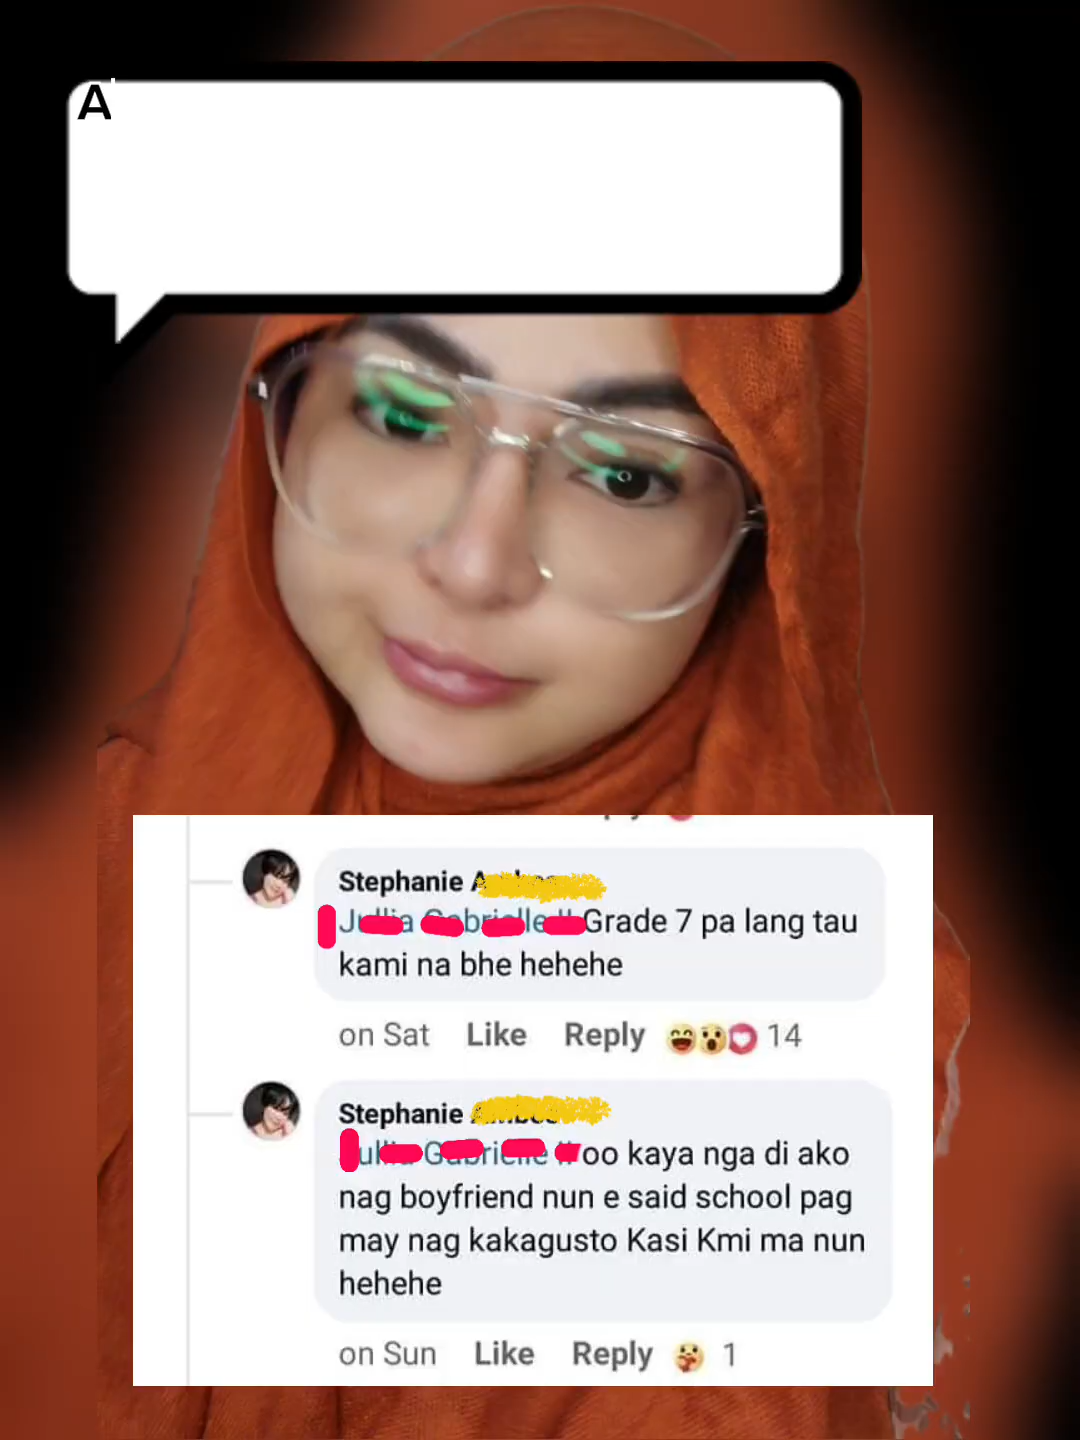 A
Stephanie
Grade 7 pa lang tau
kami na bhe hehehe
on Sat Like Reply 14
Stephanie
oo kaya nga di ako
nag boyfriend nun e said school pag
may nag kakagusto Kasi Kmi ma nun
hehehe
on Sun Like Reply 1